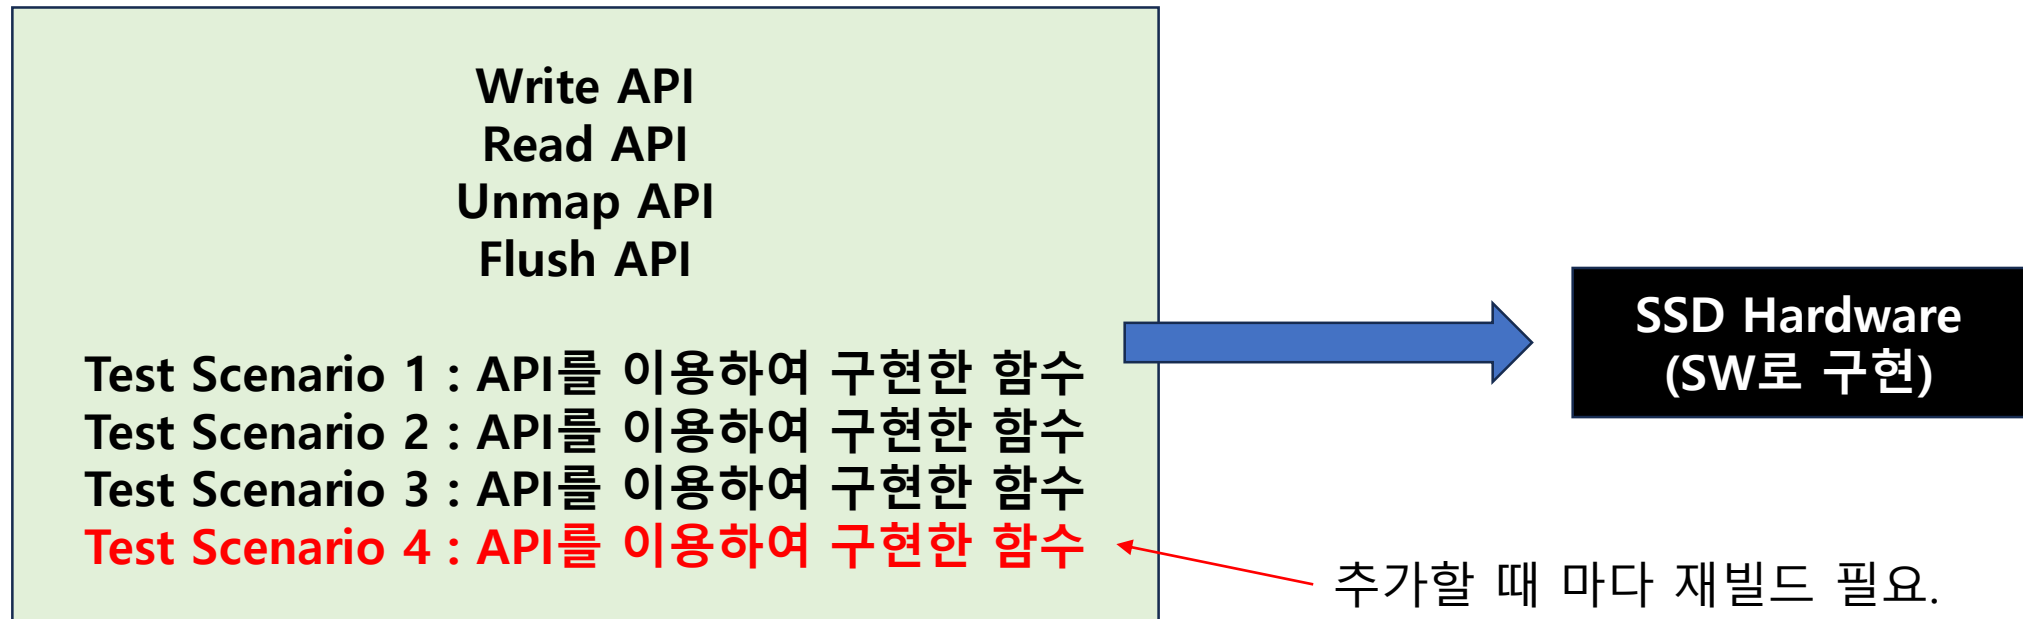 Write API
Read API
Unmap API
Flush API
Test Scenario 1 : API를 이용하여 구현한 함수
Test Scenario 2 : API를 이용하여 구현한 함수
Test Scenario 3 : API를 이용하여 구현한 함수
Test Scenario 4 : API를 이용하여 구현한 함수
SSD Hardware
(SW로 구현)
추가할 때 마다 재빌드 필요.